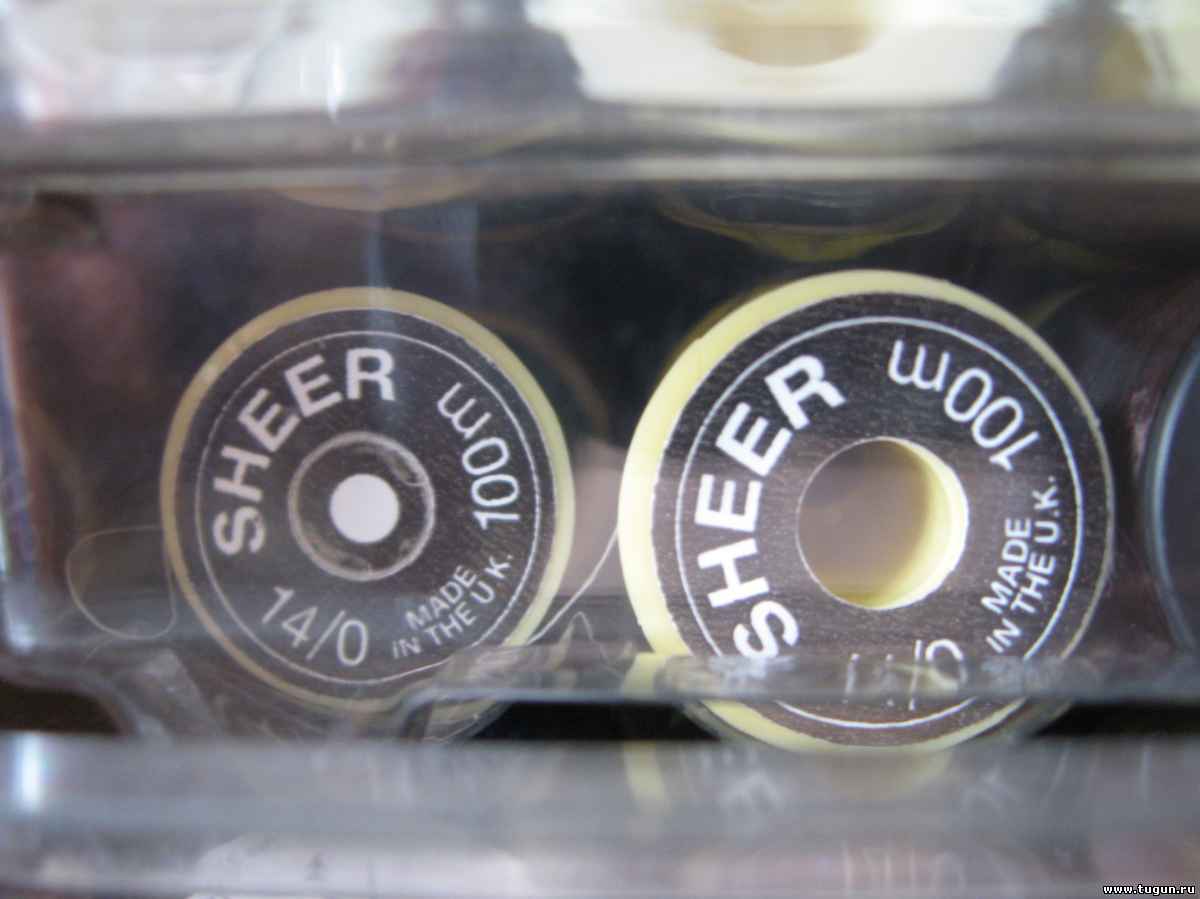 SHEER
100m
14/0
MADE
IN THE U.K.
SHEER
100m
MADE
IN THE U.K.
www.tugun.ru